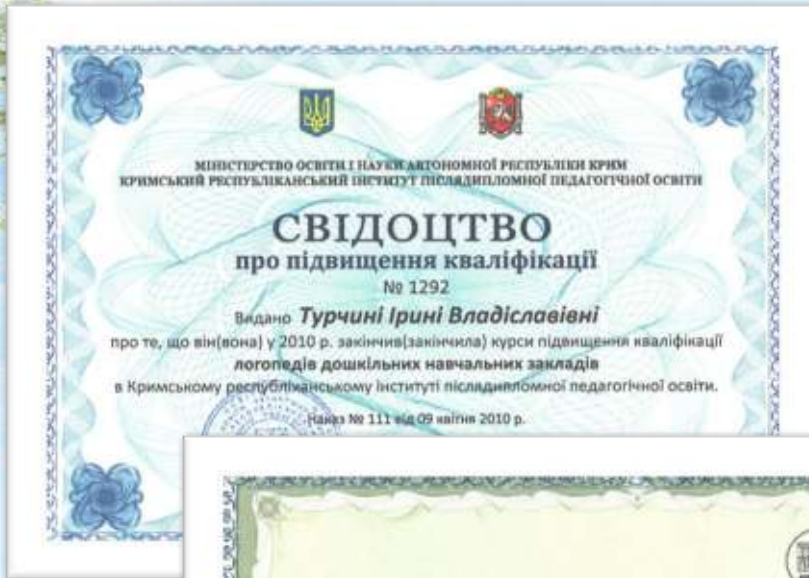 МІНІСТЕРСТВО ОСВІТИ І НАУКИ АВТОНОМНОЇ РЕСПУБЛІКИ КРИМ
КРИМСЬКИЙ РЕСПУБЛІКАНСЬКИЙ ІНСТИТУТ ПІСЛЯДИПЛОМНОЇ ПЕДАГОГІЧНОЇ ОСВІТИ
СВІДОЦТВО
про підвищення кваліфікації
№ 1292
Видано Турчині Ірині Владіславівні
про те, що він(вона) у 2010 р. закінчив(закінчила) курси підвищення кваліфікації
логопедів дошкільних навчальних закладів
в Кримському республіканському інституті післядипломної педагогічної освіти.
Наказ № 111 від 09 квітня 2010 р.